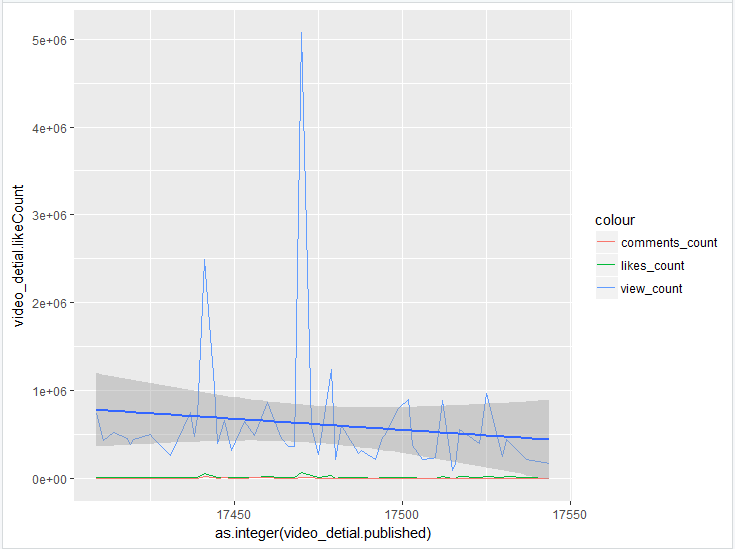 5e+06
4e+06
3e+06
2e+06
1e+06
0e+00
video_detial.likeCount
17450
17500
17550
as.integer(video_detial.published)
colour
comments_count
likes_count
view_count